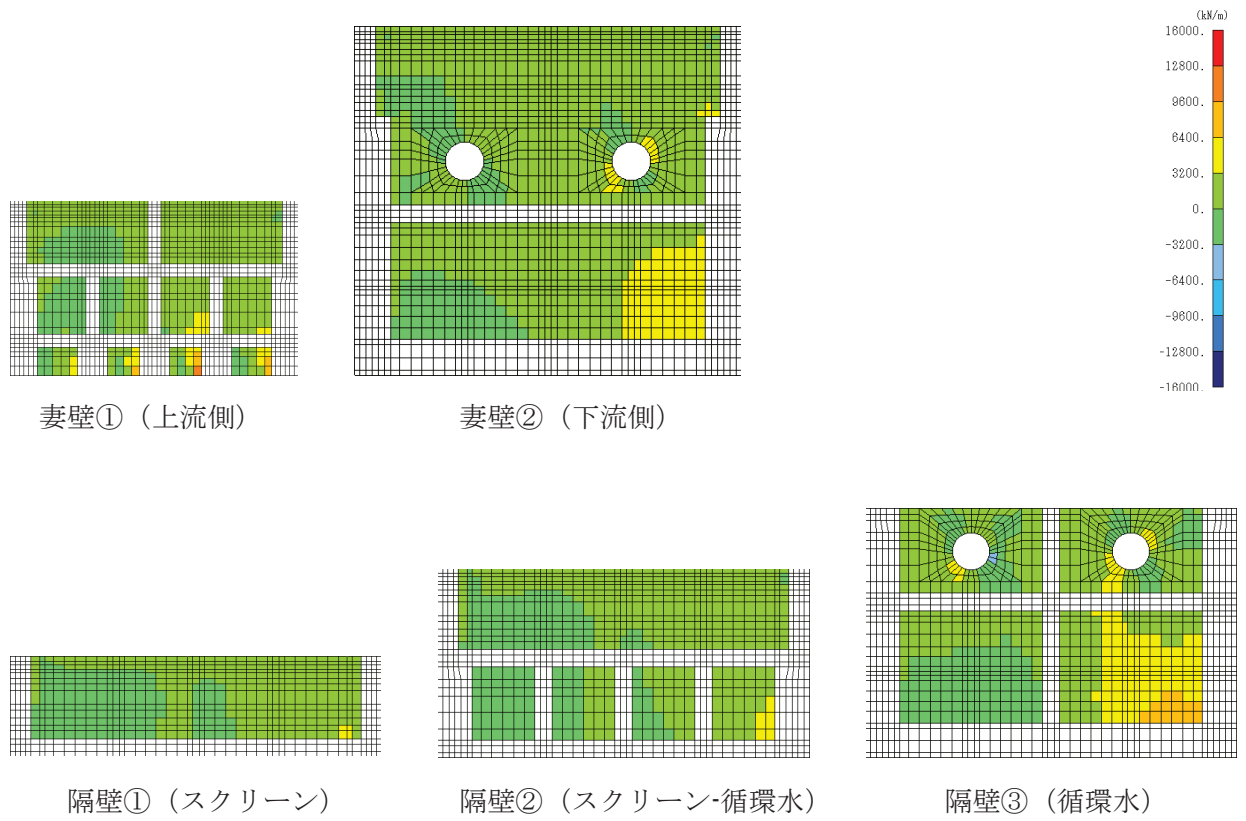 (kN/m)
16000.
12800.
9600.
6400.
3200.
0.
-3200.
-6400.
-9600.
-12800.
-16000.
妻壁①（上流側）
妻壁②（下流側）
隔壁①（スクリーン）
隔壁②（スクリーン-循環水）
隔壁③（循環水）